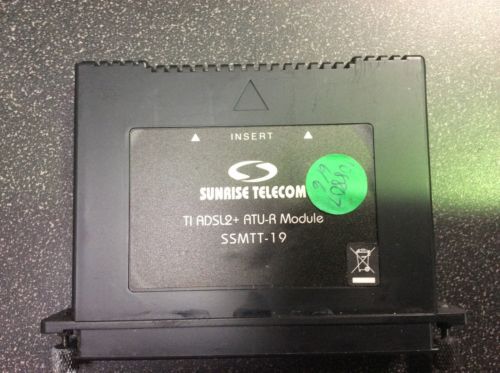 INSERT
SUNRISE TELECOM
TI ADSL2+ ATU-R Module
SSMTT-19